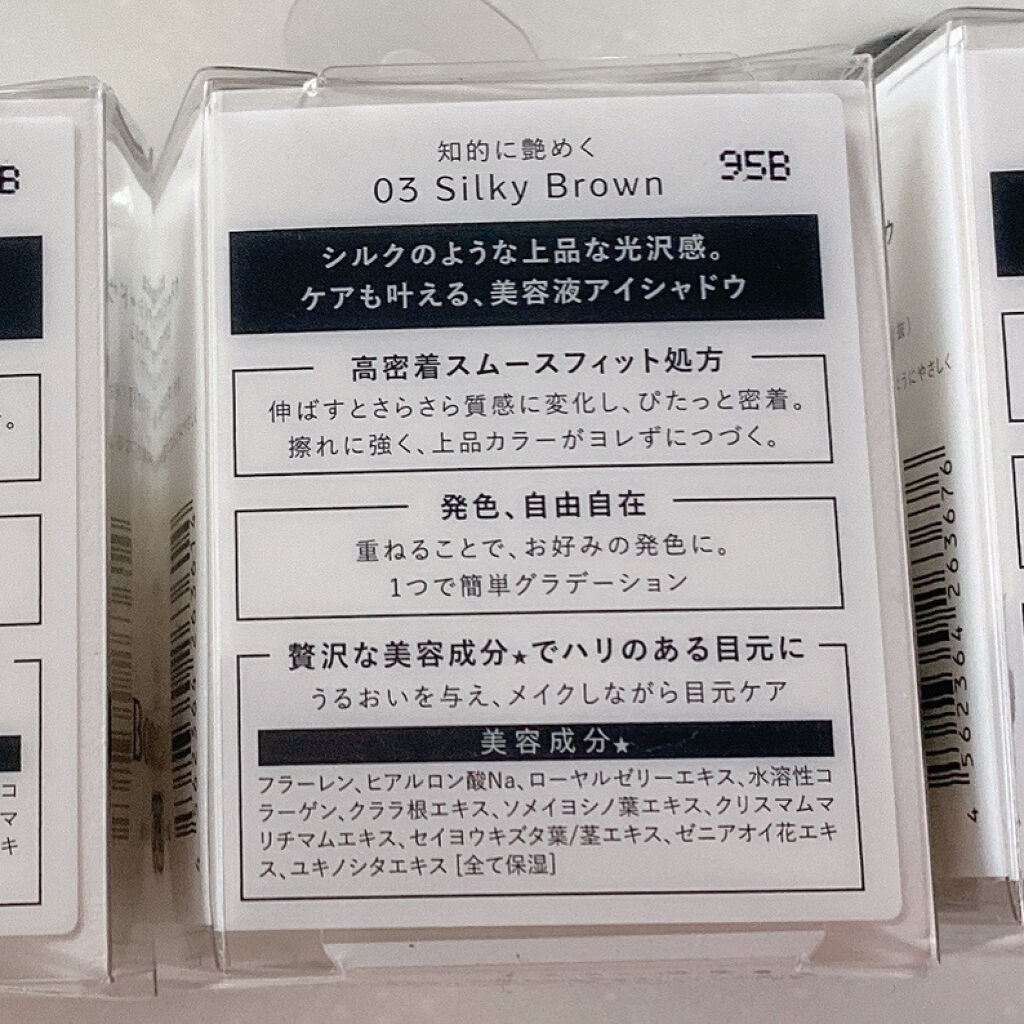 知的に艶めく
03 Silky Brown
95B
シルクのような上品な光沢感。
ケアも叶える、美容液アイシャドウ
高密着スムースフィット処方
伸ばすとさらさら質感に変化し、ぴたっと密着。
擦れに強く、上品カラーがヨレずにつづく。
発色、自由自在
重ねることで、お好みの発色に。
1つで簡単グラデーション
贅沢な美容成分★でハリのある目元に
うるおいを与え、メイクしながら目元ケア
美容成分★
フラーレン、ヒアルロン酸Na、ローヤルゼリーエキス、水溶性コ
ラーゲン、クララ根エキス、ソメイヨシノ葉エキス、クリスマムマ
リチマムエキス、セイヨウキズタ葉/茎エキス、ゼニアオイ花エキ
ス、ユキノシタエキス [全て保湿]
B
。
コ
マ
キ
ようにやさしく
4 562364 263676